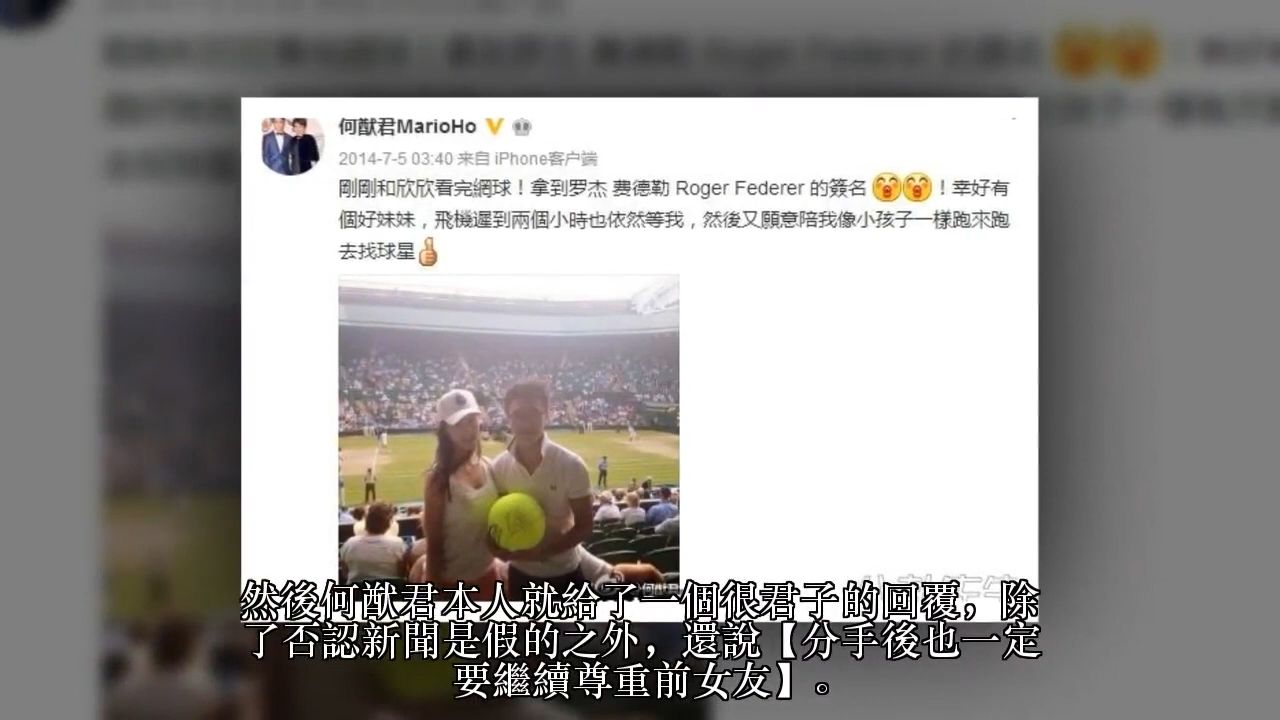 何猷君MarioHo
2014-7-5 03:40 来自 iPhone客户端
剛剛和欣欣看完網球！拿到罗杰 费德勒 Roger Federer 的簽名！幸好有
個好妹妹，飛機遲到兩個小時也依然等我，然後又願意陪我像小孩子一樣跑來跑
去找球星
然後何猷君本人就給了一個很君子的回覆，除
了否認新聞是假的之外，還說【分手後也一定
要繼續尊重前女友】。